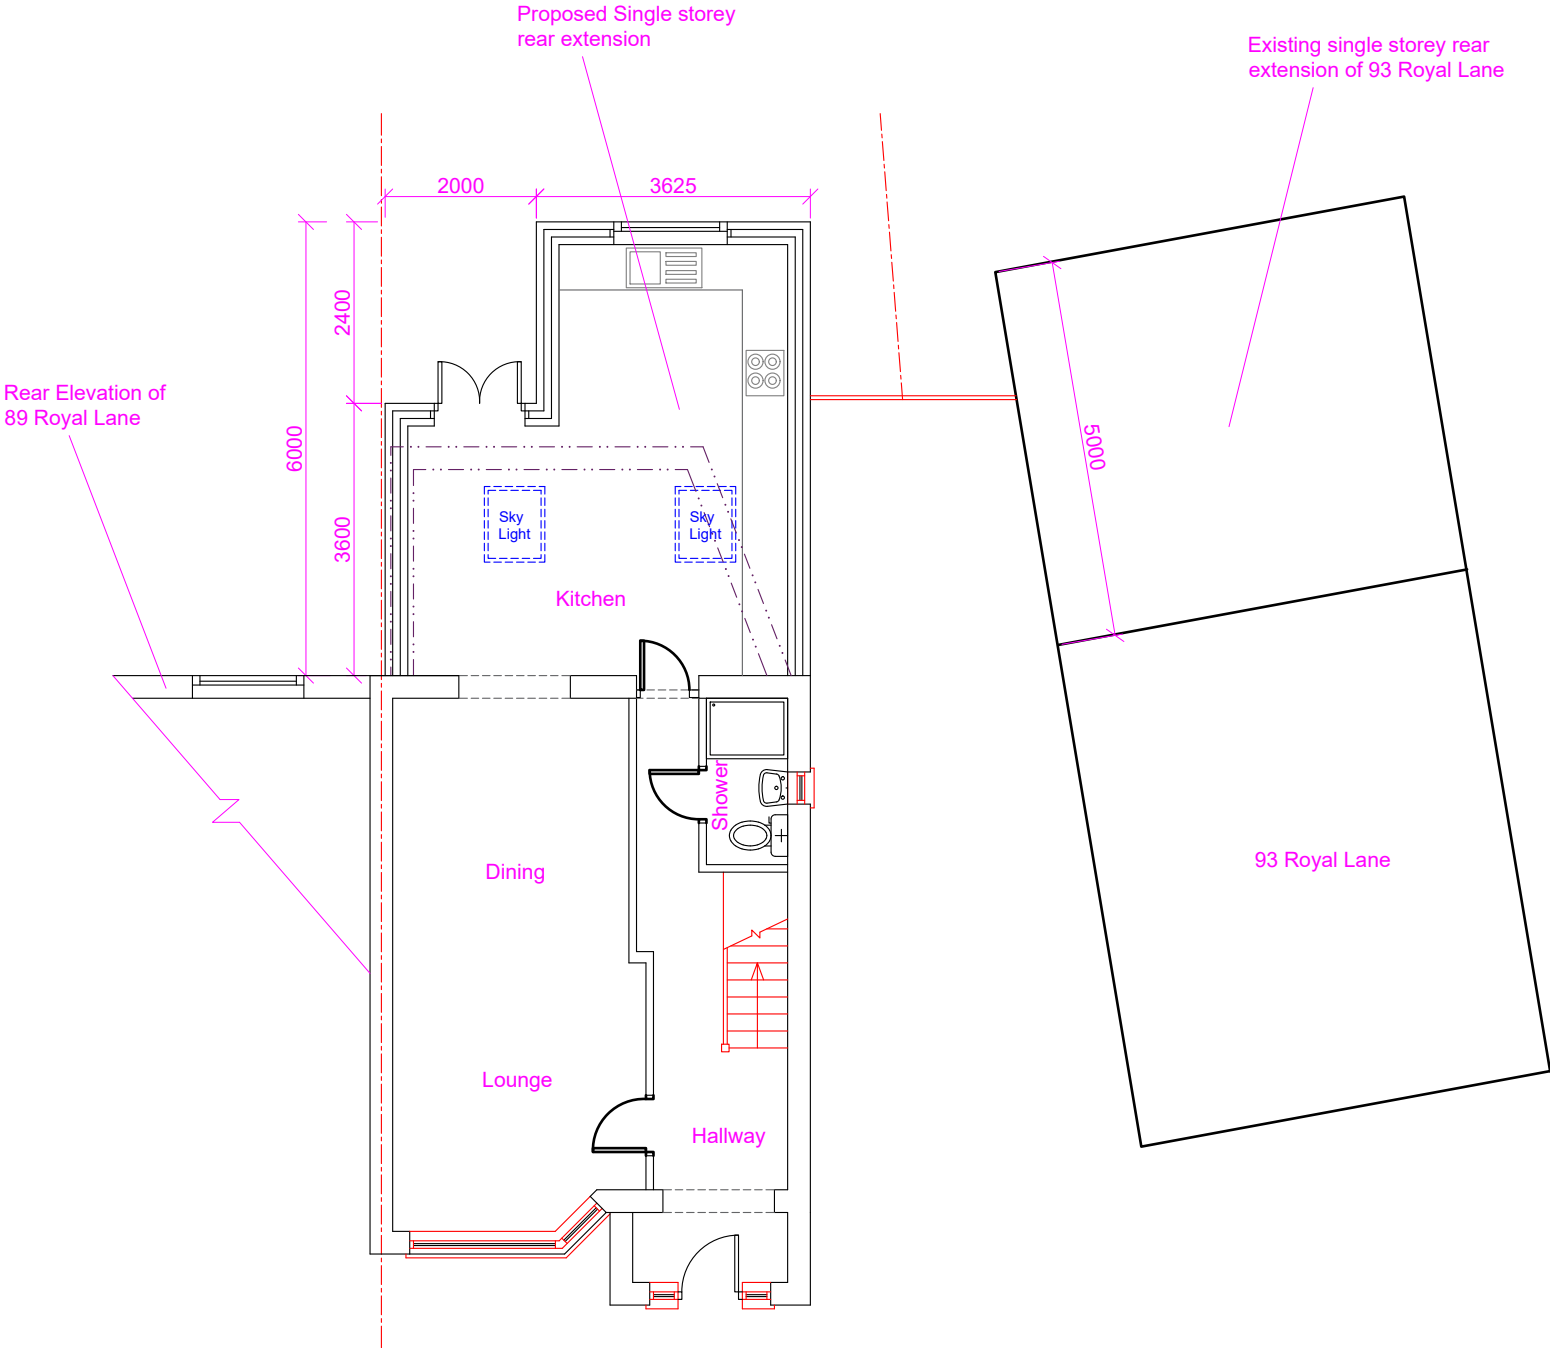 Proposed Single storey
rear extension
Existing single storey rear
extension of 93 Royal Lane
2000
3625
2400
6000
3600
5000
Rear Elevation of
89 Royal Lane
Sky
Light
Sky
Light
Kitchen
Shower
Dining
93 Royal Lane
Lounge
Hallway